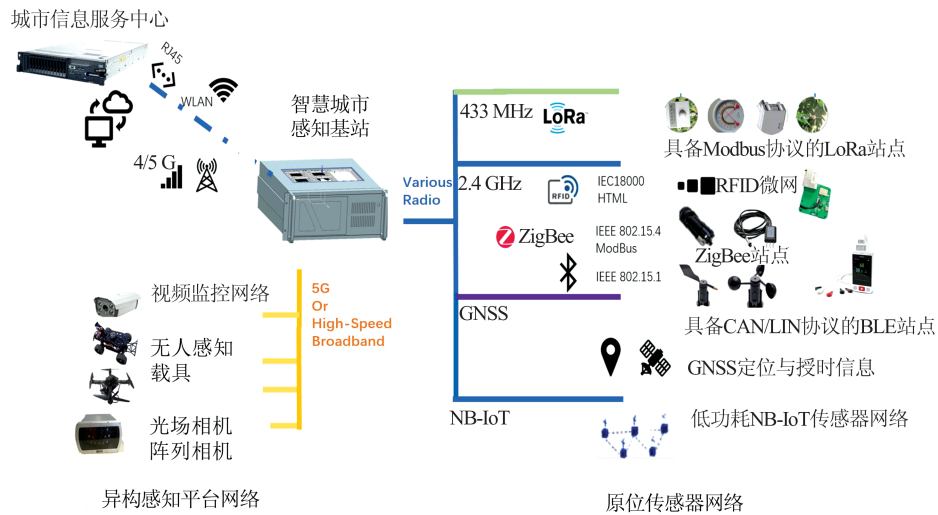 城市信息服务中心
RJ45
WLAN
4/5 G
智慧城市
感知基站
Various
Radio
433 MHz
LoRa
具备Modbus协议的LoRa站点
2.4 GHz
RFID
IEC18000
HTML
RFID微网
ZigBee
IEEE 802.15.4
ModBus
ZigBee站点
IEEE 802.15.1
具备CAN/LIN协议的BLE站点
GNSS
GNSS定位与授时信息
NB-IoT
低功耗NB-IoT传感器网络
原位传感器网络
5G
Or
High-Speed
Broadband
视频监控网络
无人感知
载具
光场相机
阵列相机
异构感知平台网络